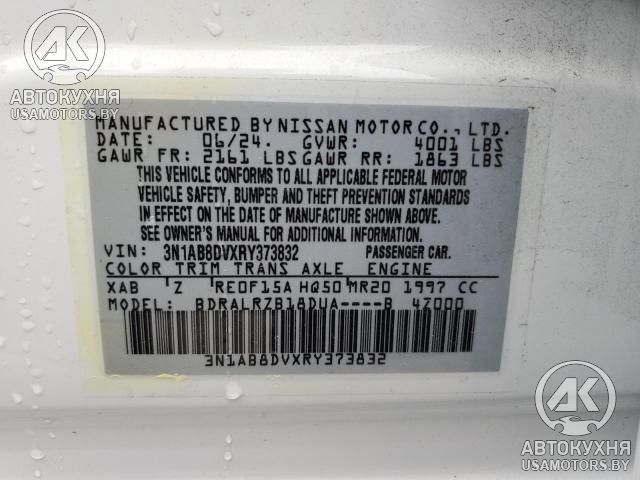 AK
АВТОКУХНЯ
USAMOTORS.BY
MANUFACTURED BY NISSAN MOTOR CO., LTD.
DATE: 06/24. GVWR: 4001 LBS
GAWR FR: 2161 LBS GAWR RR: 1863 LBS
THIS VEHICLE CONFORMS TO ALL APPLICABLE FEDERAL MOTOR
VEHICLE SAFETY, BUMPER AND THEFT PREVENTION STANDARDS
IN EFFECT ON THE DATE OF MANUFACTURE SHOWN ABOVE.
SEE OWNER'S MANUAL FOR ADDITIONAL INFORMATION
VIN: 3N1AB8DVXRY373832 PASSENGER CAR.
COLOR TRIM TRANS AXLE ENGINE
XAB 'Z 'RE0F15A HQ50'MR20 1997 CC
MODEL: BDRALRZB18DUA----B 4Z000
3N1AB8DVXRY373832
AK
АВТОКУХНЯ
USAMOTORS.BY